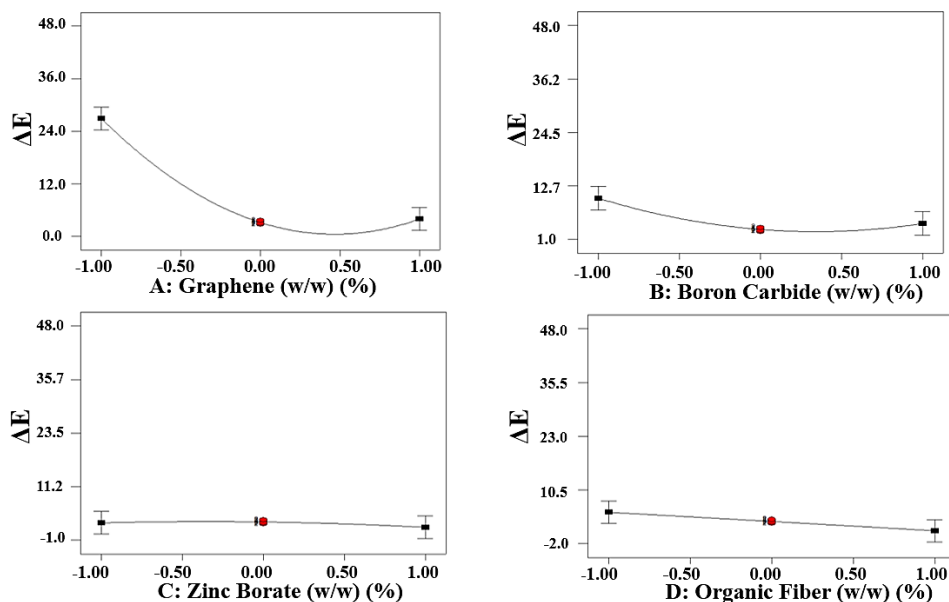 48.0
36.0
24.0
12.0
0.0
ΔE
-1.00 -0.50 0.00 0.50 1.00
A: Graphene (w/w) (%)
48.0
36.2
24.5
12.7
1.0
ΔE
-1.00 -0.50 0.00 0.50 1.00
B: Boron Carbide (w/w) (%)
48.0
35.7
23.5
11.2
-1.0
ΔE
-1.00 -0.50 0.00 0.50 1.00
C: Zinc Borate (w/w) (%)
48.0
35.5
23.0
10.5
-2.0
ΔE
-1.00 -0.50 0.00 0.50 1.00
D: Organic Fiber (w/w) (%)